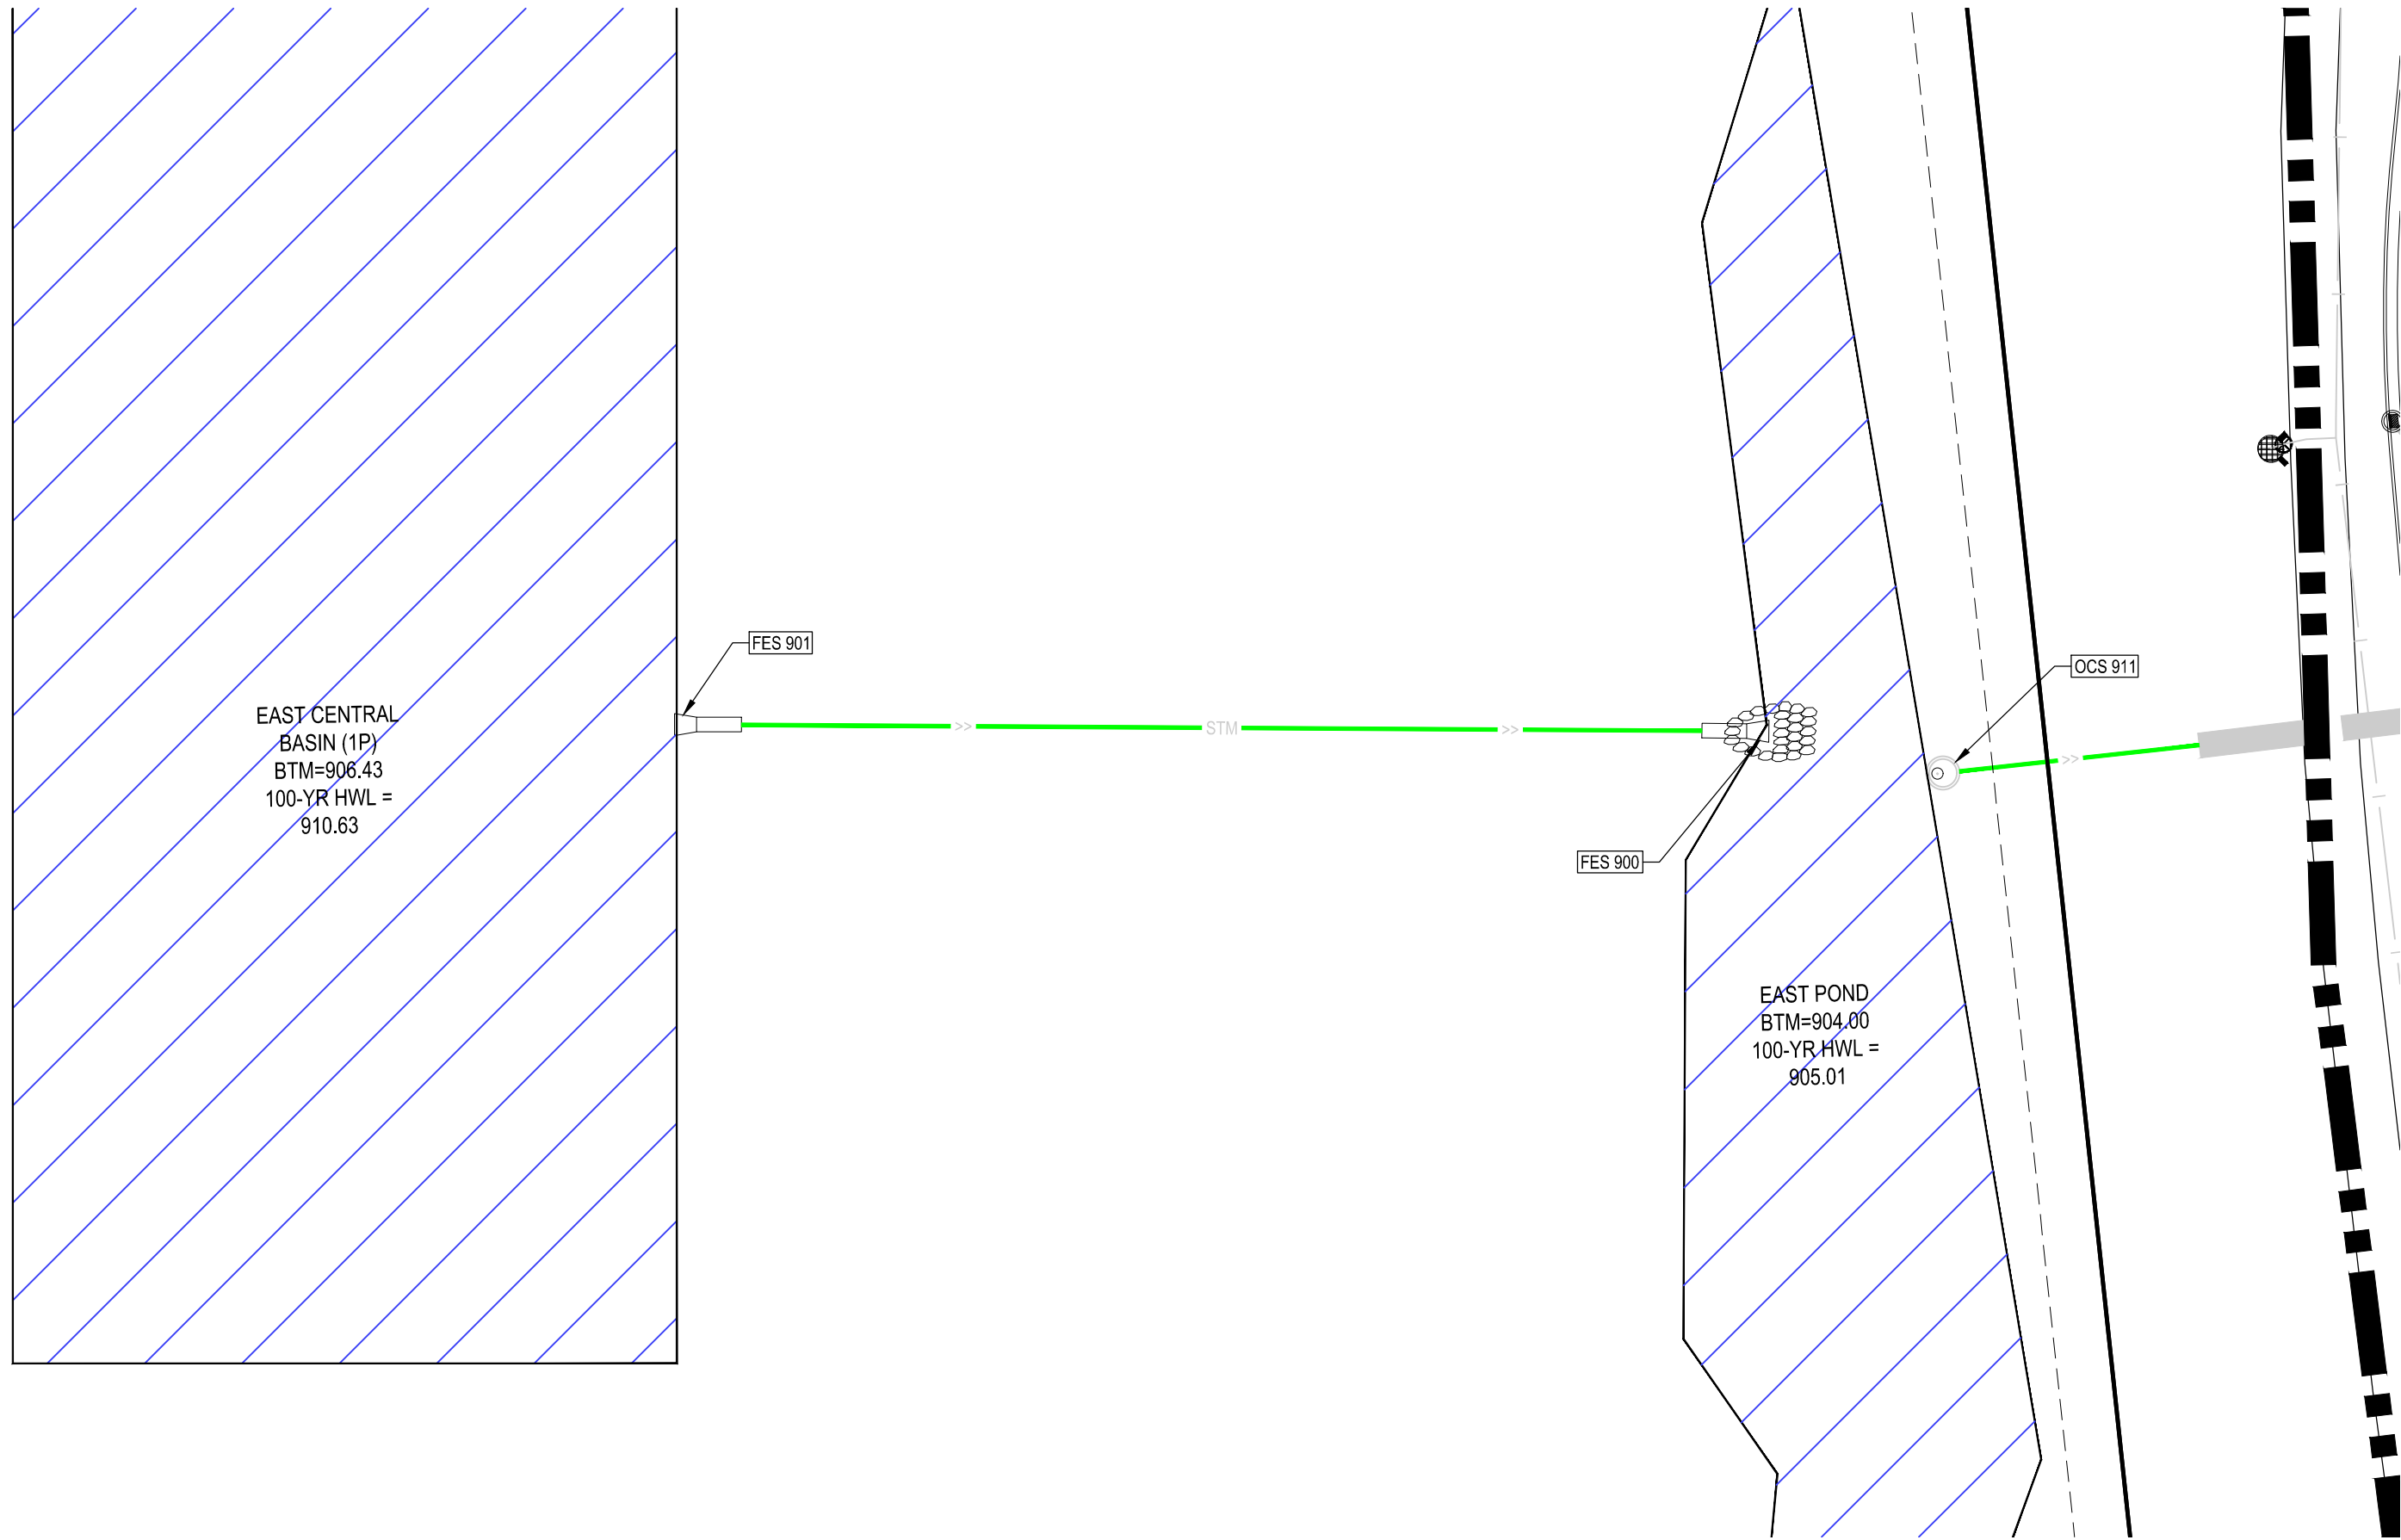 FES 901
>>
STM
>>
OCS 911
>>
EAST CENTRAL
BASIN (1P)
BTM=906.43
100-YR HWL =
910.63
FES 900
EAST POND
BTM=904.00
100-YR HWL =
905.01